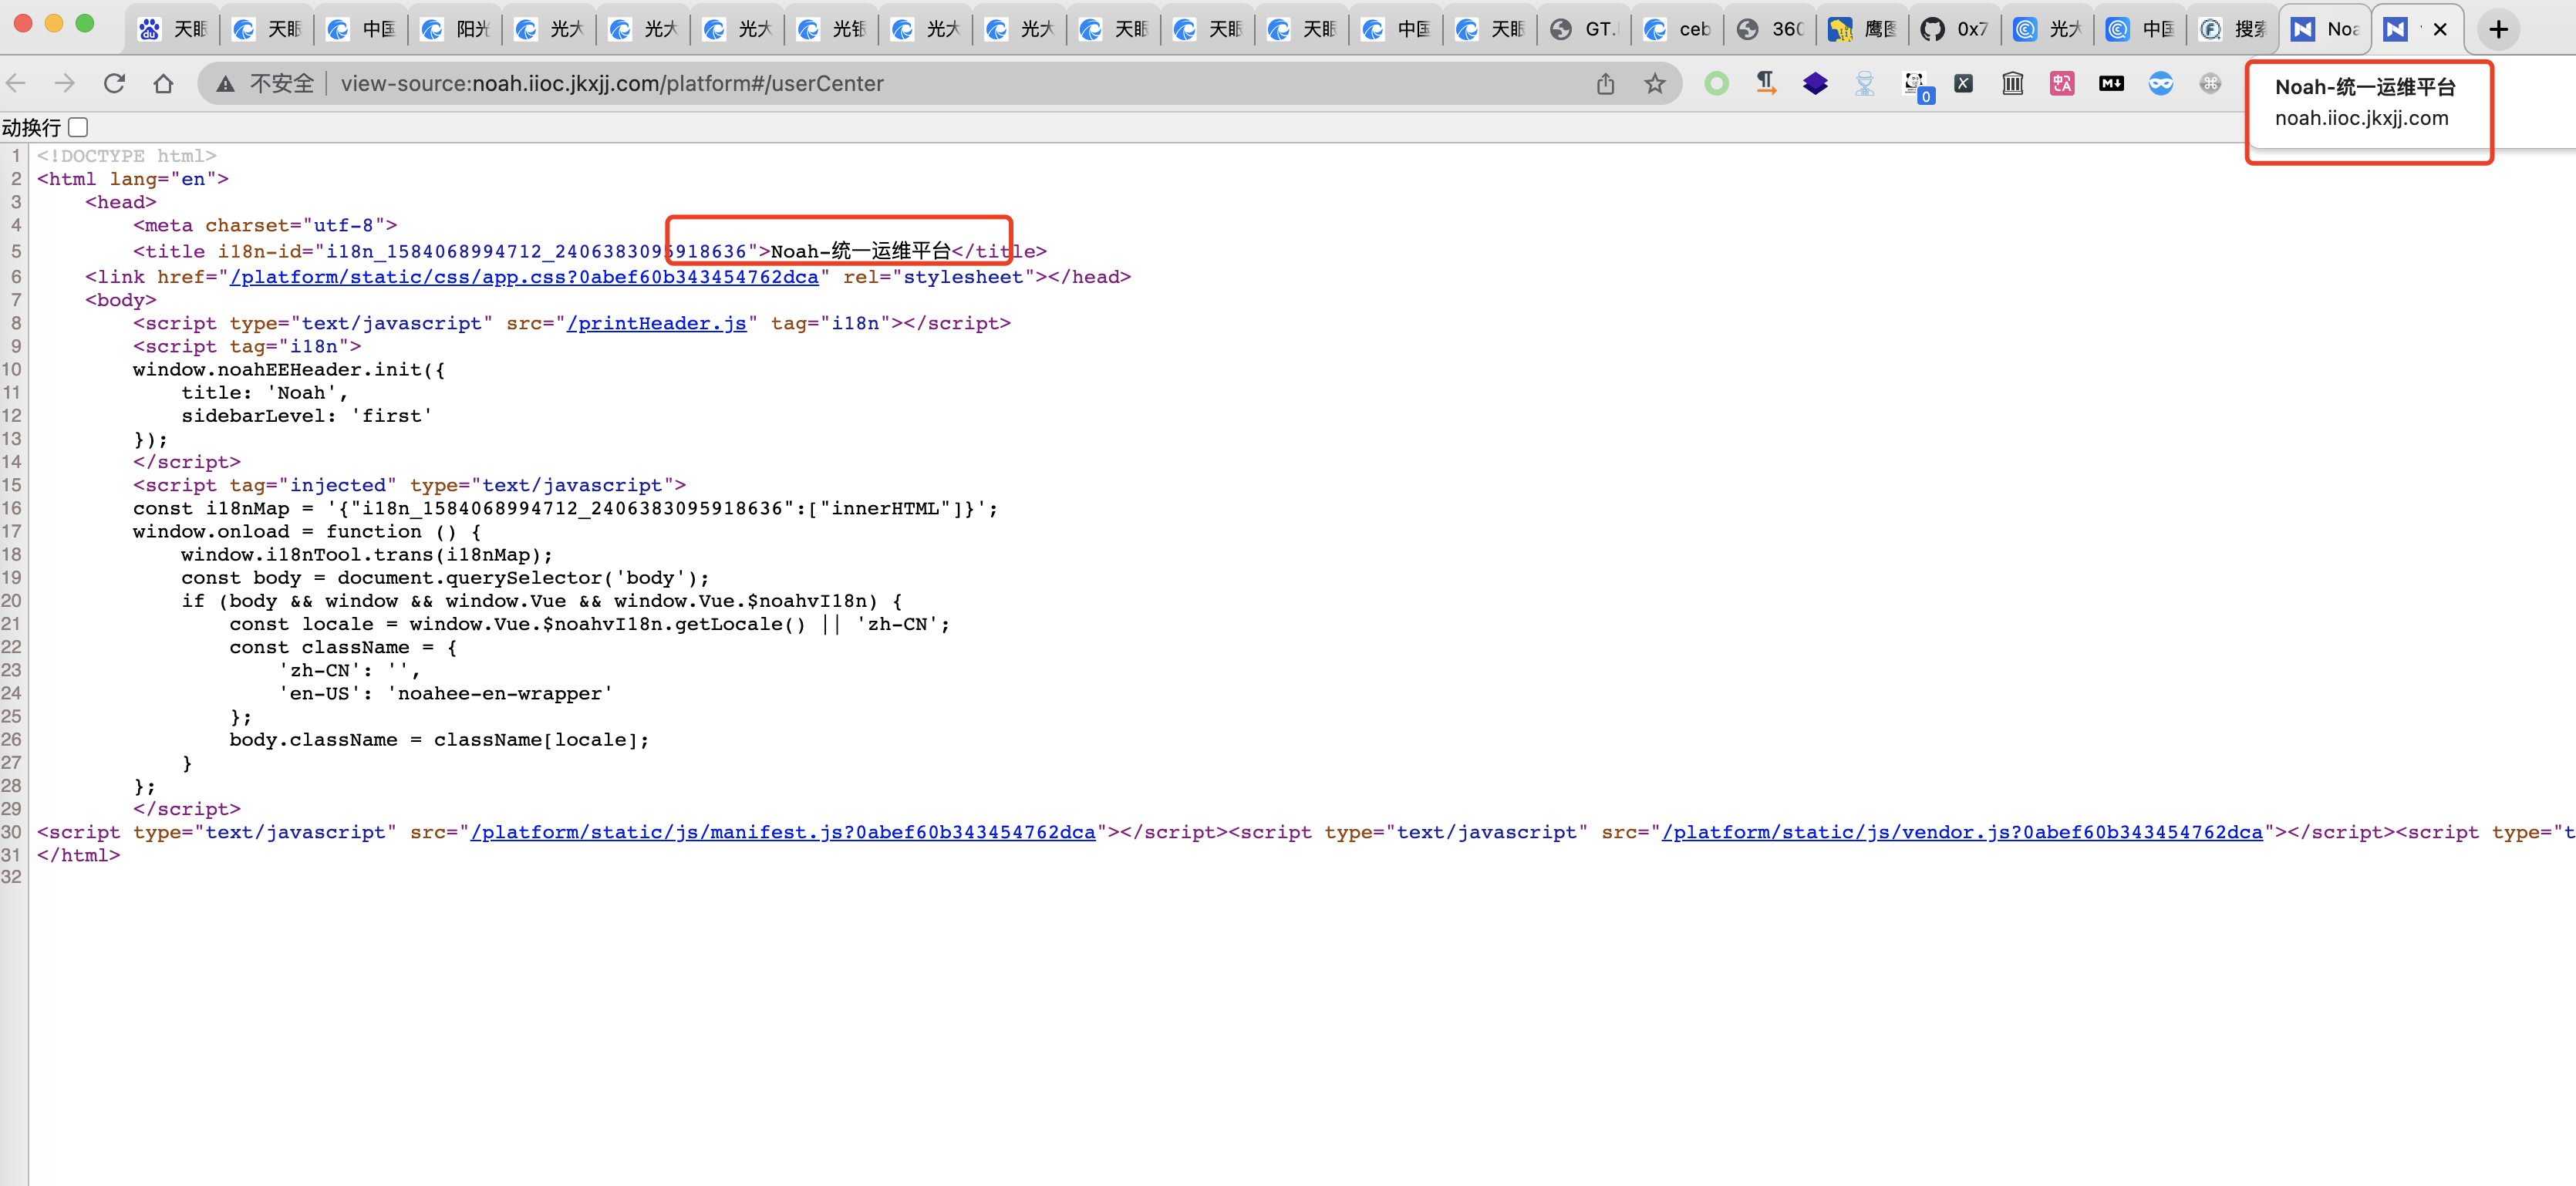 天眼 天眼 中国 阳光 光大 光大 光大 光银 光大 光大 天眼 天眼 天眼 中国 天眼 GT. ceb 360 鹰图 0x7 光大 中国 搜索 Noa
不安全 view-source:noah.iioc.jkxjj.com/platform#/userCenter
0
M↓
Noah-统一运维平台
noah.iioc.jkxjj.com
动换行
1 <!DOCTYPE html>
2 <html lang="en">
3 <head>
4 <meta charset="utf-8">
5 <title i18n-id="i18n_1584068994712_2406383095918636">Noah-统一运维平台</title>
6 <link href="/platform/static/css/app.css?0abef60b343454762dca" rel="stylesheet"></head>
7 <body>
8 <script type="text/javascript" src="/printHeader.js" tag="i18n"></script>
9 <script tag="i18n">
10 window.noahEEHeader.init({
11 title: 'Noah',
12 sidebarLevel: 'first'
13 });
14 </script>
15 <script tag="injected" type="text/javascript">
16 const i18nMap = '{"i18n_1584068994712_2406383095918636":["innerHTML"]}';
17 window.onload = function () {
18 window.i18nTool.trans(i18nMap);
19 const body = document.querySelector('body');
20 if (body && window && window.Vue && window.Vue.$noahvI18n) {
21 const locale = window.Vue.$noahvI18n.getLocale() || 'zh-CN';
22 const className = {
23 'zh-CN': '',
24 'en-US': 'noahee-en-wrapper'
25 };
26 body.className = className[locale];
27 }
28 };
29 </script>
30 <script type="text/javascript" src="/platform/static/js/manifest.js?0abef60b343454762dca"></script><script type="text/javascript" src="/platform/static/js/vendor.js?0abef60b343454762dca"></script><script type="t
31 </html>
32